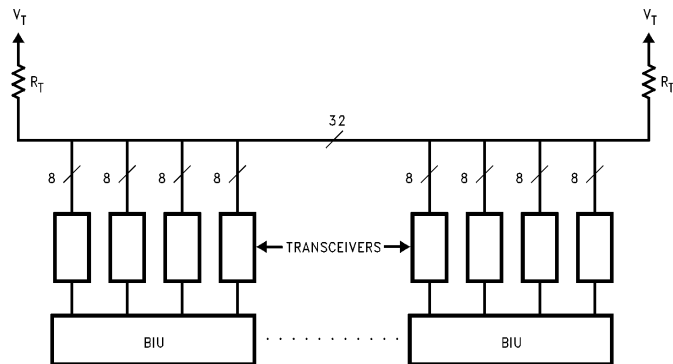 V_T V_T
R_T R_T
32
8 8 8 8 8 8 8 8
TRANSCEIVERS
BIU BIU